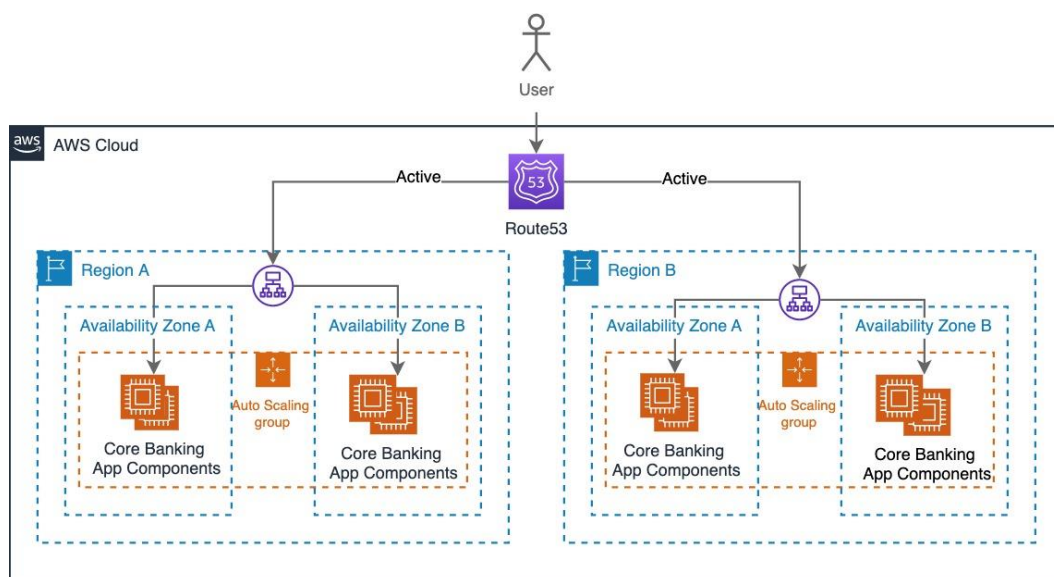 User
aws
AWS Cloud
Active
53
Active
Route53
Region A
Region B
Availability Zone A
Availability Zone B
Availability Zone A
Availability Zone B
Auto Scaling
group
Auto Scaling
group
Core Banking
App Components
Core Banking
App Components
Core Banking
App Components
Core Banking
App Components